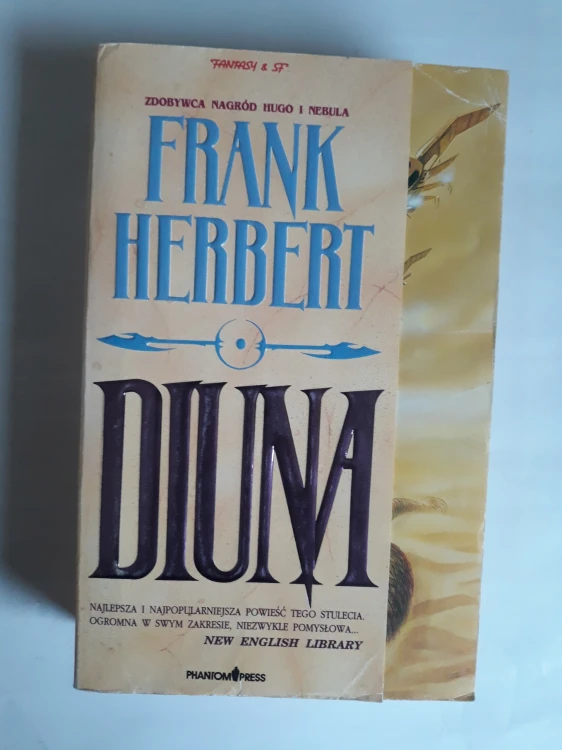 FANTASY & SF
ZDOBYWCA NAGRÓD HUGO I NEBULA
FRANK
HERBERT
DIUNA
NAJLEPSZA I NAJPOPULARNIEJSZA POWIEŚĆ TEGO STULECIA.
OGROMNA W SWYM ZAKRESIE, NIEZWYKLE POMYSŁOWA...
NEW ENGLISH LIBRARY
PHANTOM PRESS